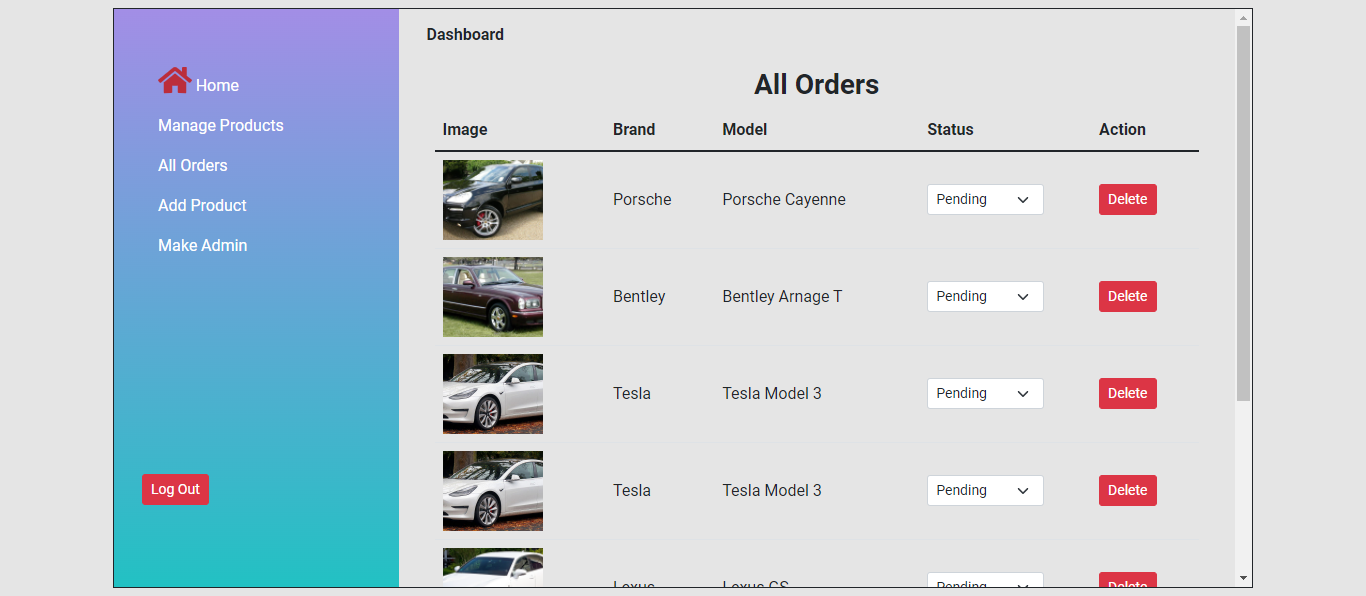 Dashboard
Home
Manage Products
All Orders
Add Product
Make Admin
Log Out
All Orders
Image Brand Model Status Action
Porsche Porsche Cayenne Pending Delete
Bentley Bentley Arnage T Pending Delete
Tesla Tesla Model 3 Pending Delete
Tesla Tesla Model 3 Pending Delete
Lexus Lexus GS Pending Delete